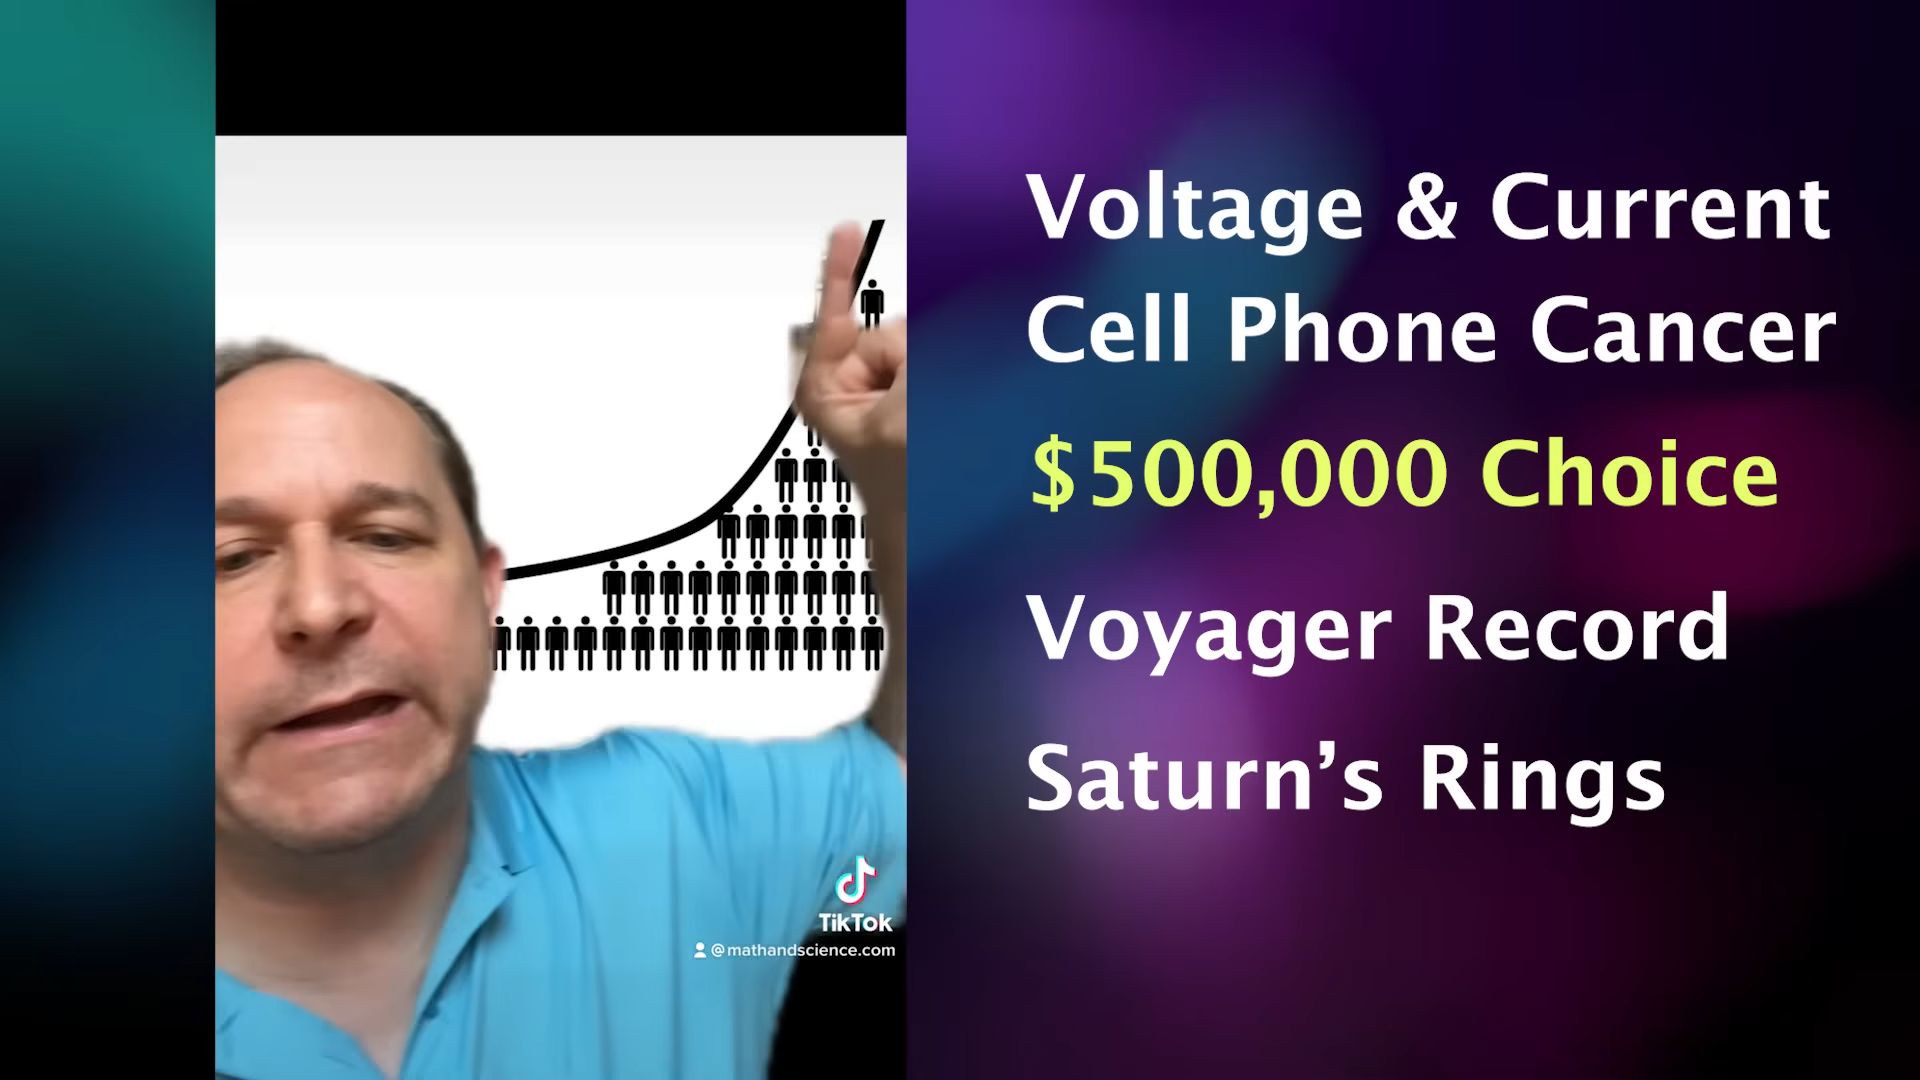 Voltage & Current
Cell Phone Cancer
$500,000 Choice
Voyager Record
Saturn’s Rings
TikTok
@mathandscience.com